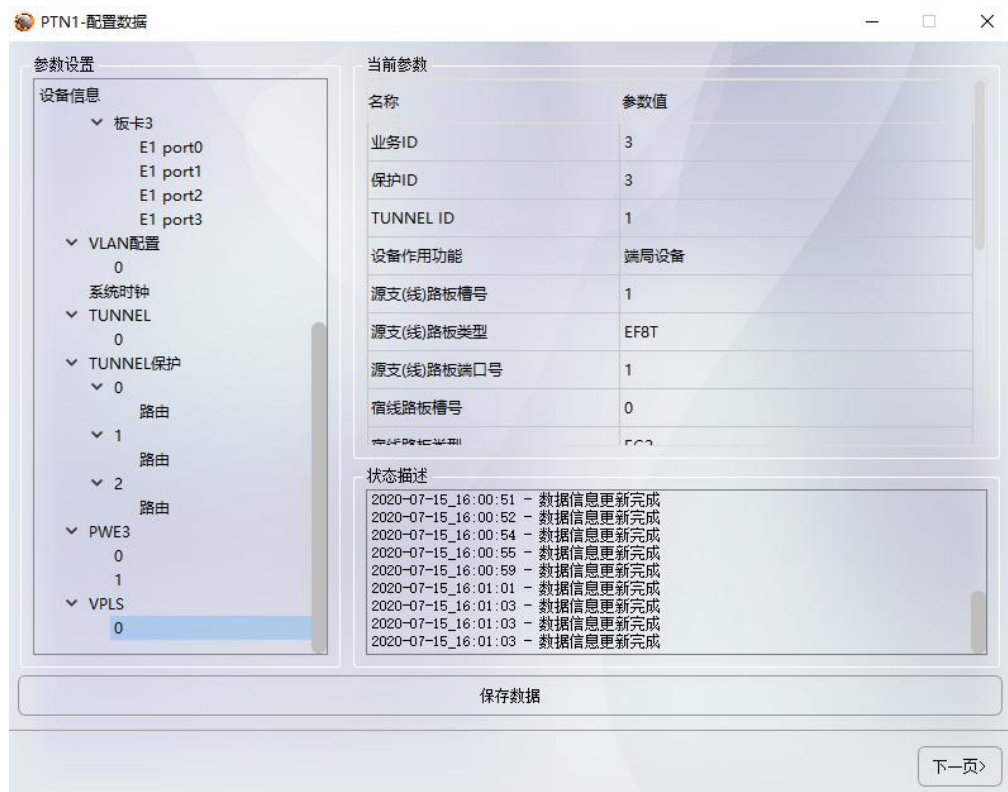 PTN1-配置数据
参数设置
设备信息
板卡3
E1 port0
E1 port1
E1 port2
E1 port3
VLAN配置
0
系统时钟
TUNNEL
0
TUNNEL保护
0
路由
1
路由
2
路由
PWE3
0
1
VPLS
0
当前参数
名称 参数值
业务ID 3
保护ID 3
TUNNEL ID 1
设备作用功能 端局设备
源支(线)路板槽号 1
源支(线)路板类型 EF8T
源支(线)路板端口号 1
宿线路板槽号 0
宿线路板类型 EG2
状态描述
2020-07-15_16:00:51 - 数据信息更新完成
2020-07-15_16:00:52 - 数据信息更新完成
2020-07-15_16:00:54 - 数据信息更新完成
2020-07-15_16:00:55 - 数据信息更新完成
2020-07-15_16:00:59 - 数据信息更新完成
2020-07-15_16:01:01 - 数据信息更新完成
2020-07-15_16:01:03 - 数据信息更新完成
2020-07-15_16:01:03 - 数据信息更新完成
2020-07-15_16:01:03 - 数据信息更新完成
保存数据
下一页>